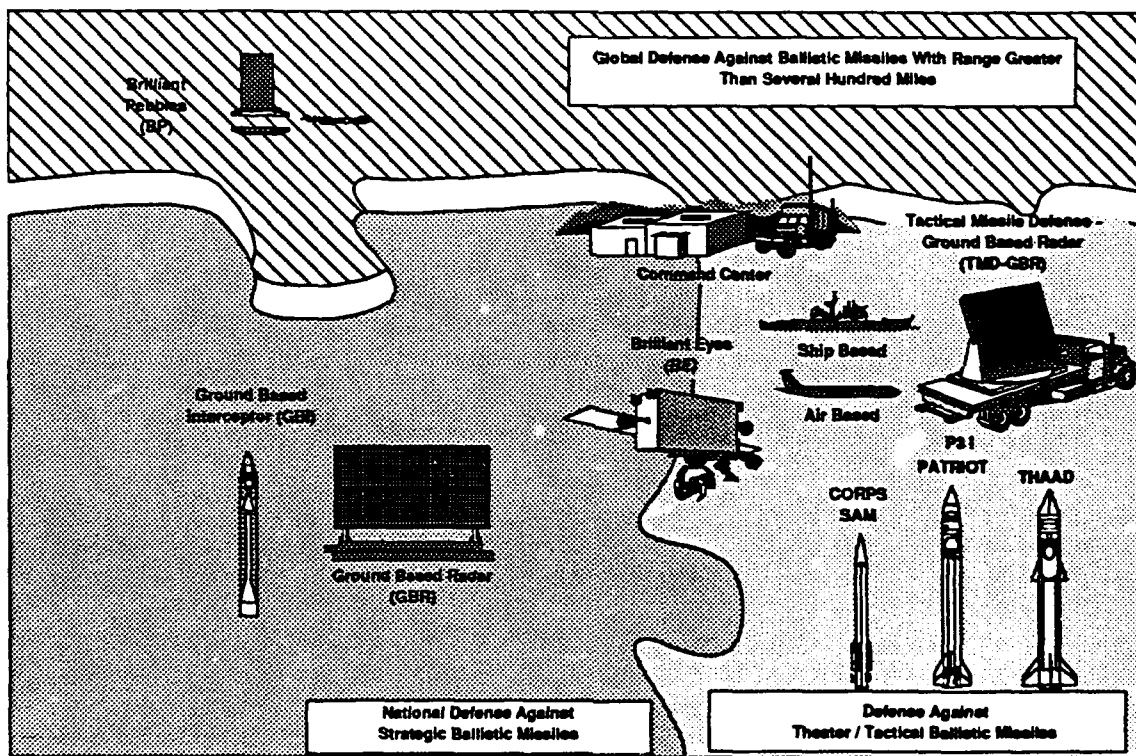 Global Defense Against Ballistic Missiles With Range Greater
Than Several Hundred Miles
Brilliant
Pebbles
(BP)
Tactical Missile Defense -
Ground Based Radar
(TMD-GBR)
Command Center
Ship Based
Brilliant Eyes
(BE)
Air Based
Ground Based
Interceptor (GBI)
P3I
PATRIOT
THAAD
CORPS
SAM
Ground Based Radar
(GBR)
National Defense Against
Strategic Ballistic Missiles
Defense Against
Theater / Tactical Ballistic Missiles